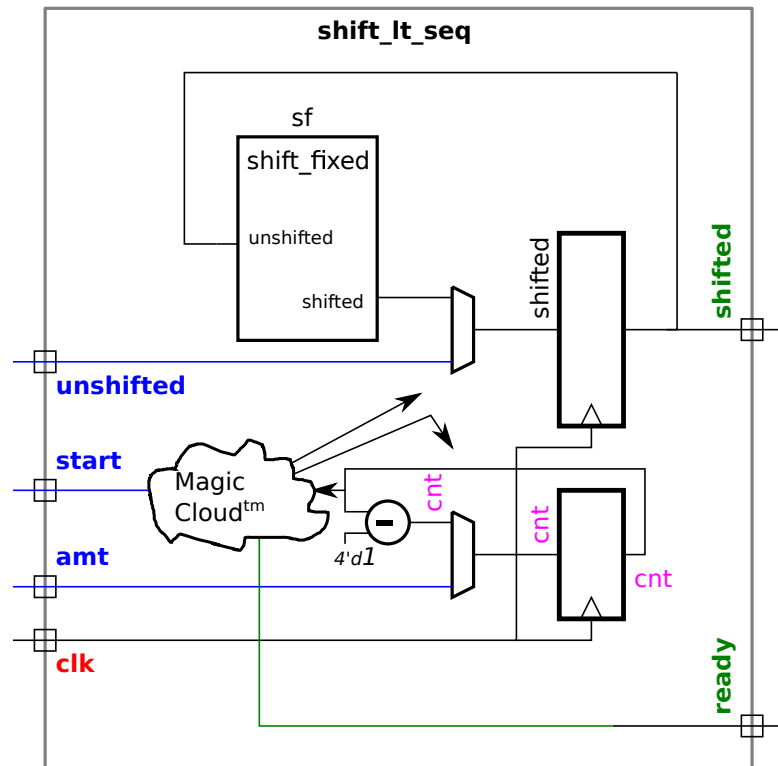 shift_lt_seq
sf
shift_fixed
unshifted
shifted
shifted
shifted
unshifted
start
Magic
Cloudtm
cnt
cnt
4'd1
cnt
amt
clk
ready